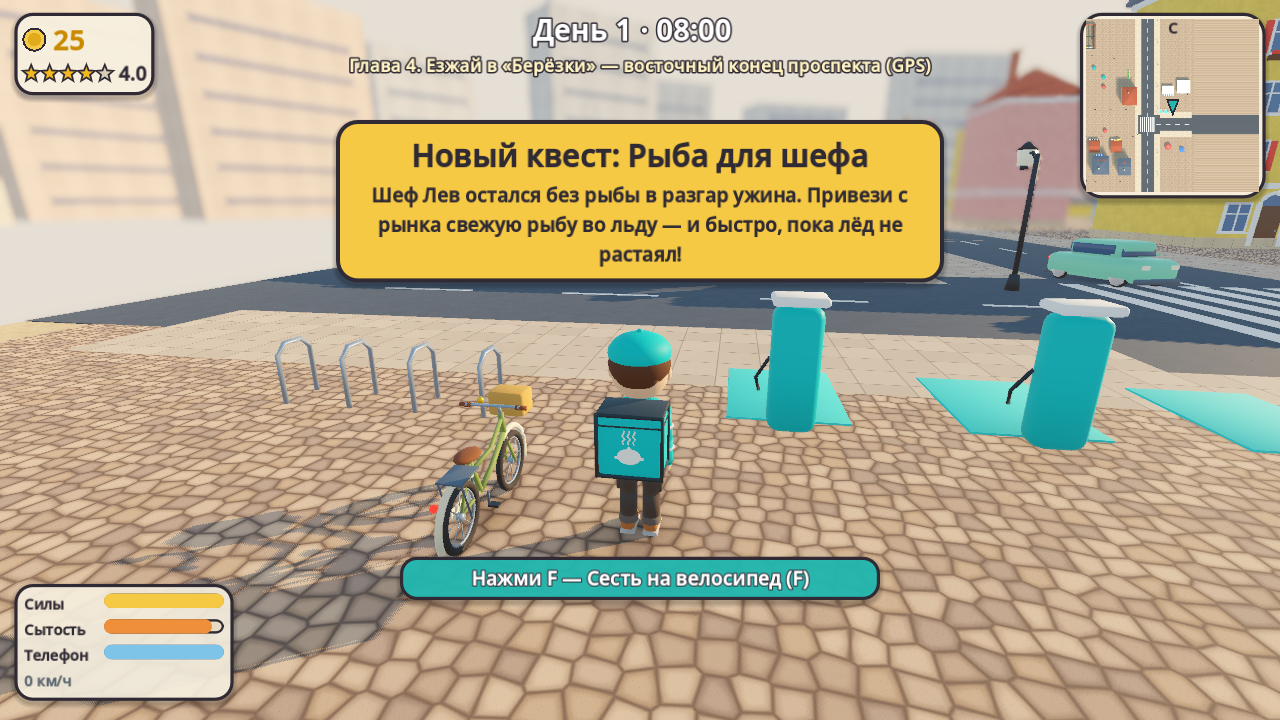 25
4.0
День 1 · 08:00
Глава 4. Езжай в «Берёзки» — восточный конец проспекта (GPS)
С
Новый квест: Рыба для шефа
Шеф Лев остался без рыбы в разгар ужина. Привези с
рынка свежую рыбу во льду — и быстро, пока лёд не
растаял!
Нажми F — Сесть на велосипед (F)
Силы
Сытость
Телефон
0 км/ч